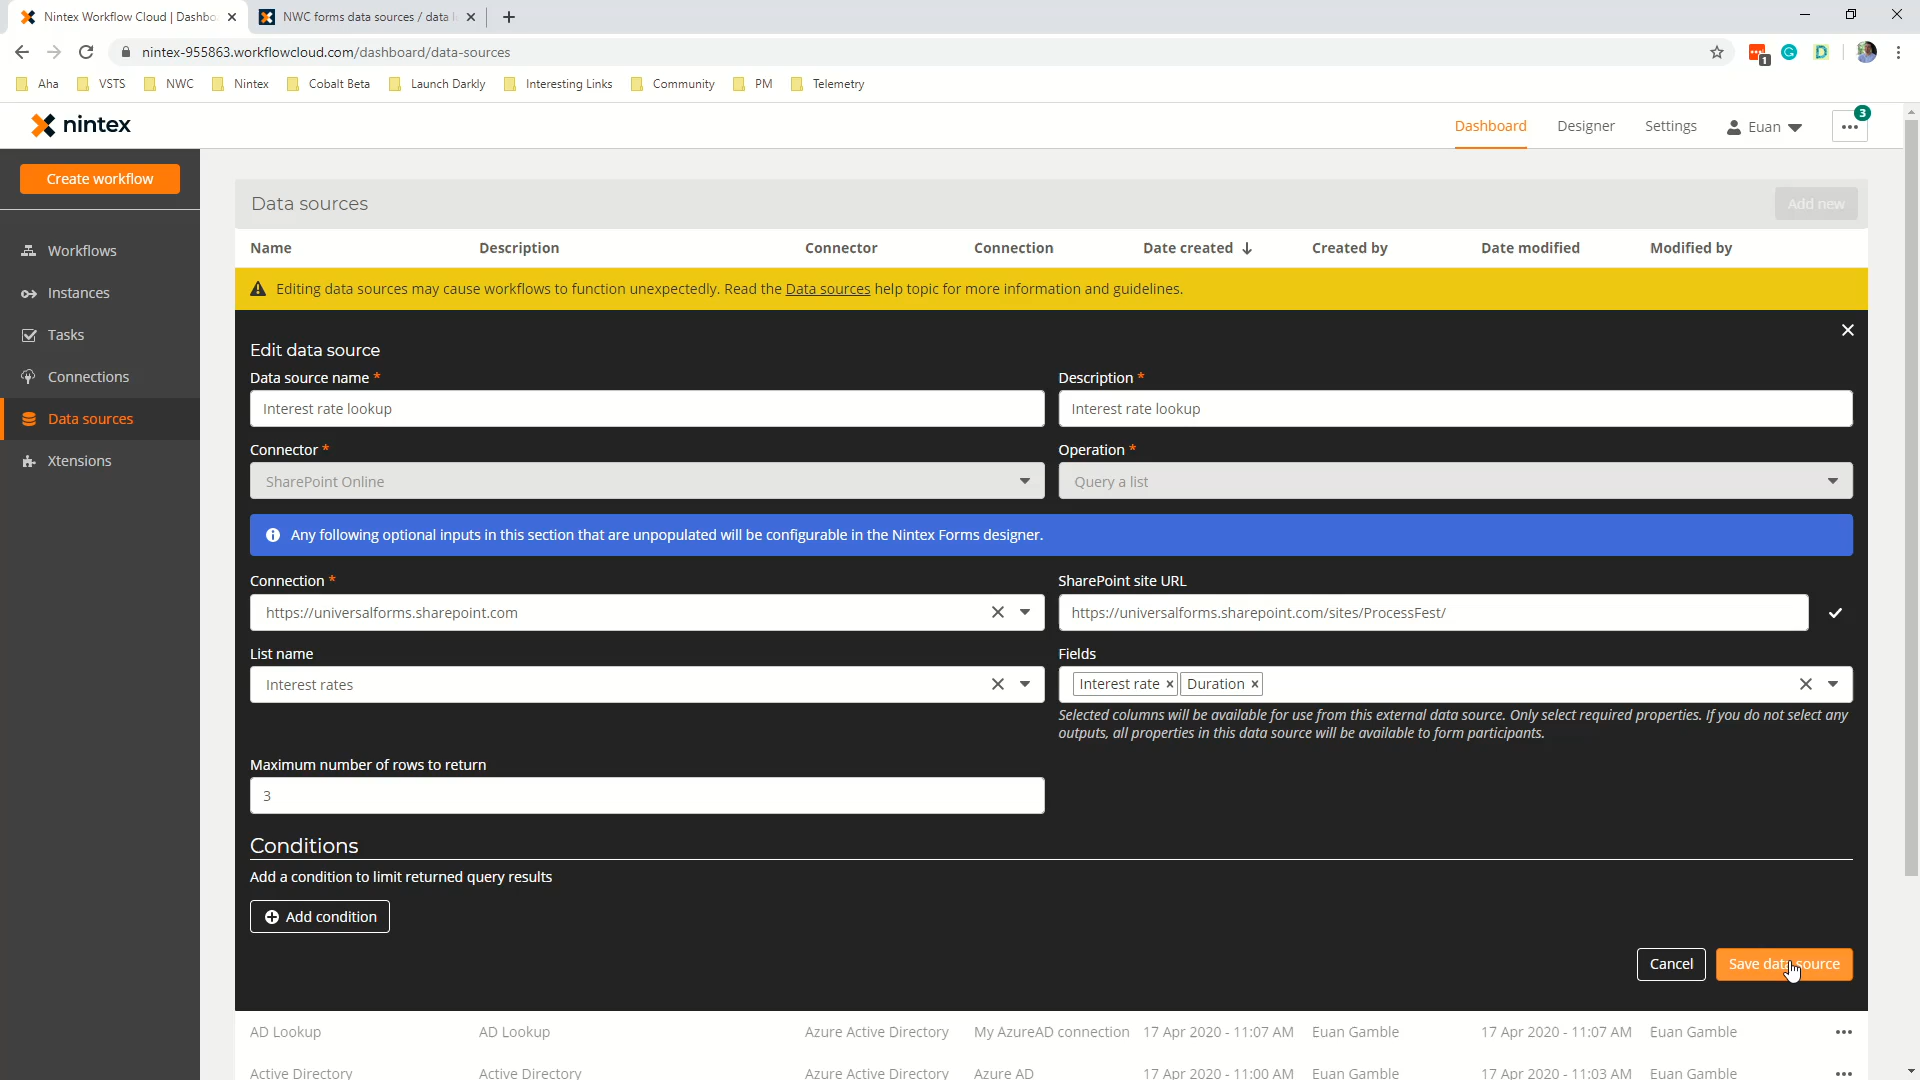 Nintex Workflow Cloud | Dashbo
NWC forms data sources / data l
nintex-955863.workflowcloud.com/dashboard/data-sources
1
Aha VSTS NWC Nintex Cobalt Beta Launch Darkly Interesting Links Community PM Telemetry
nintex
Dashboard Designer Settings Euan 3
Create workflow
Workflows
Instances
Tasks
Connections
Data sources
Xtensions
Data sources Add new
Name Description Connector Connection Date created Created by Date modified Modified by
Editing data sources may cause workflows to function unexpectedly. Read the Data sources help topic for more information and guidelines.
Edit data source
Data source name * Description *
Interest rate lookup Interest rate lookup
Connector * Operation *
SharePoint Online Query a list
Any following optional inputs in this section that are unpopulated will be configurable in the Nintex Forms designer.
Connection * SharePoint site URL
https://universalforms.sharepoint.com https://universalforms.sharepoint.com/sites/ProcessFest/
List name Fields
Interest rates Interest rate Duration
Selected columns will be available for use from this external data source. Only select required properties. If you do not select any
outputs, all properties in this data source will be available to form participants.
Maximum number of rows to return
3
Conditions
Add a condition to limit returned query results
Add condition
Cancel Save data source
AD Lookup AD Lookup Azure Active Directory My AzureAD connection 17 Apr 2020 - 11:07 AM Euan Gamble 17 Apr 2020 - 11:07 AM Euan Gamble
Active Directory Active Directory Azure Active Directory Azure AD 17 Apr 2020 - 11:00 AM Euan Gamble 17 Apr 2020 - 11:03 AM Euan Gamble